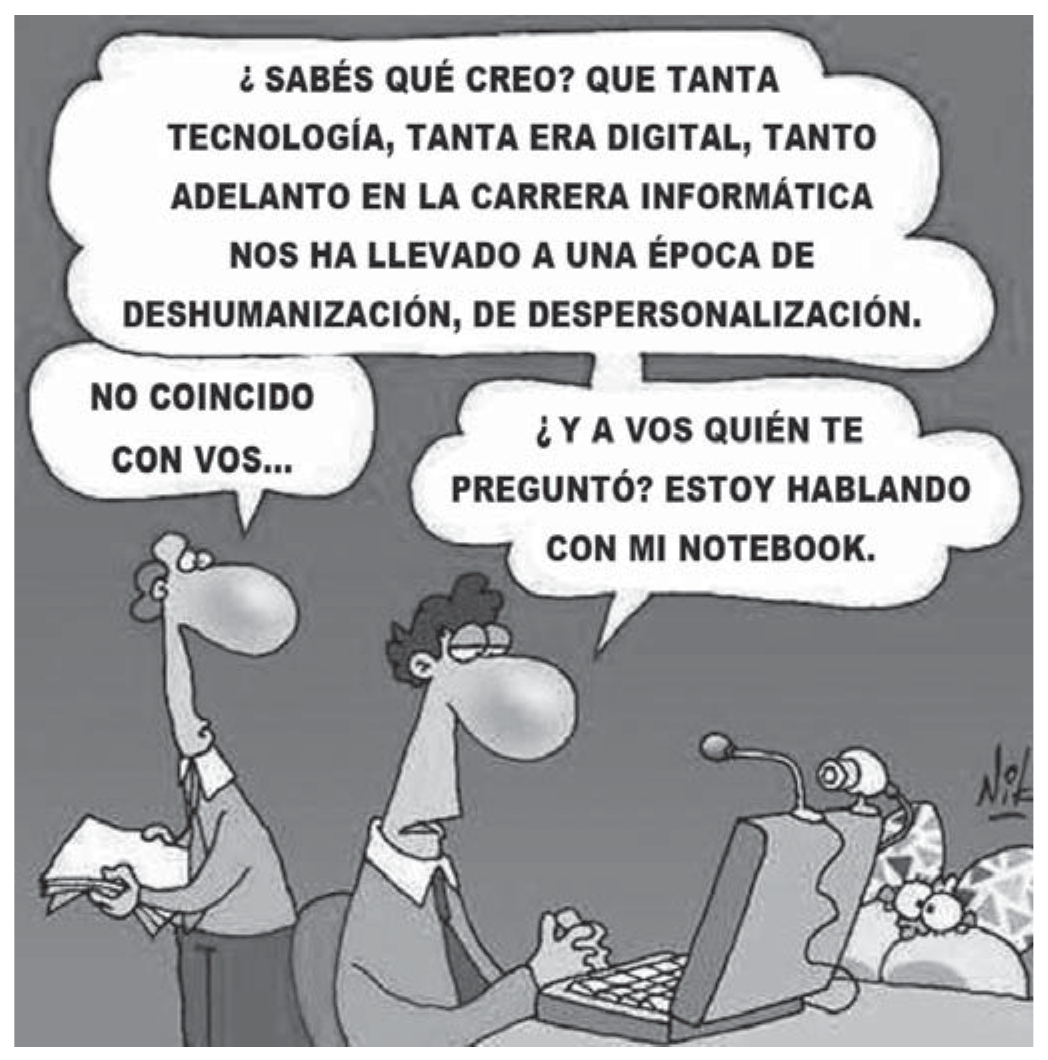 ¿ SABÉS QUÉ CREO? QUE TANTA
TECNOLOGÍA, TANTA ERA DIGITAL, TANTO
ADELANTO EN LA CARRERA INFORMÁTICA
NOS HA LLEVADO A UNA ÉPOCA DE
DESHUMANIZACIÓN, DE DESPERSONALIZACIÓN.
NO COINCIDO
CON VOS...
¿ Y A VOS QUIÉN TE
PREGUNTÓ? ESTOY HABLANDO
CON MI NOTEBOOK.
Nik